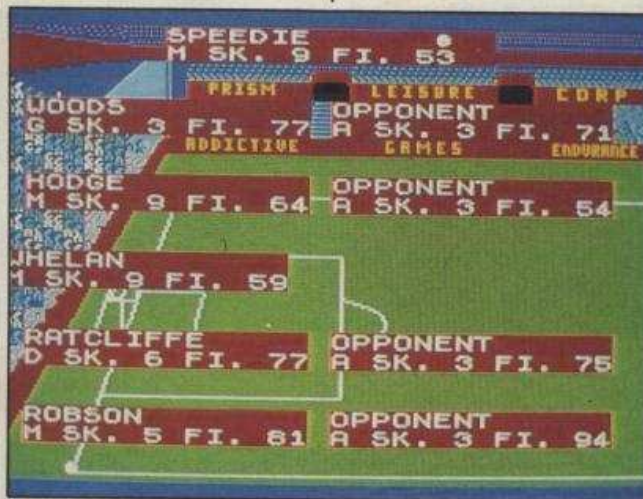 SPEEDIE
M SK. 9 FI. 53
PRISM LEISURE CORP
WOODS
G SK. 3 FI. 77
OPPONENT
A SK. 3 FI. 71
ADDICTIVE GAMES ENDURANCE
HODGE
M SK. 9 FI. 64
OPPONENT
A SK. 3 FI. 54
WHELAN
M SK. 9 FI. 59
RATCLIFFE
D SK. 6 FI. 77
OPPONENT
A SK. 3 FI. 75
ROBSON
M SK. 5 FI. 81
OPPONENT
A SK. 3 FI. 94